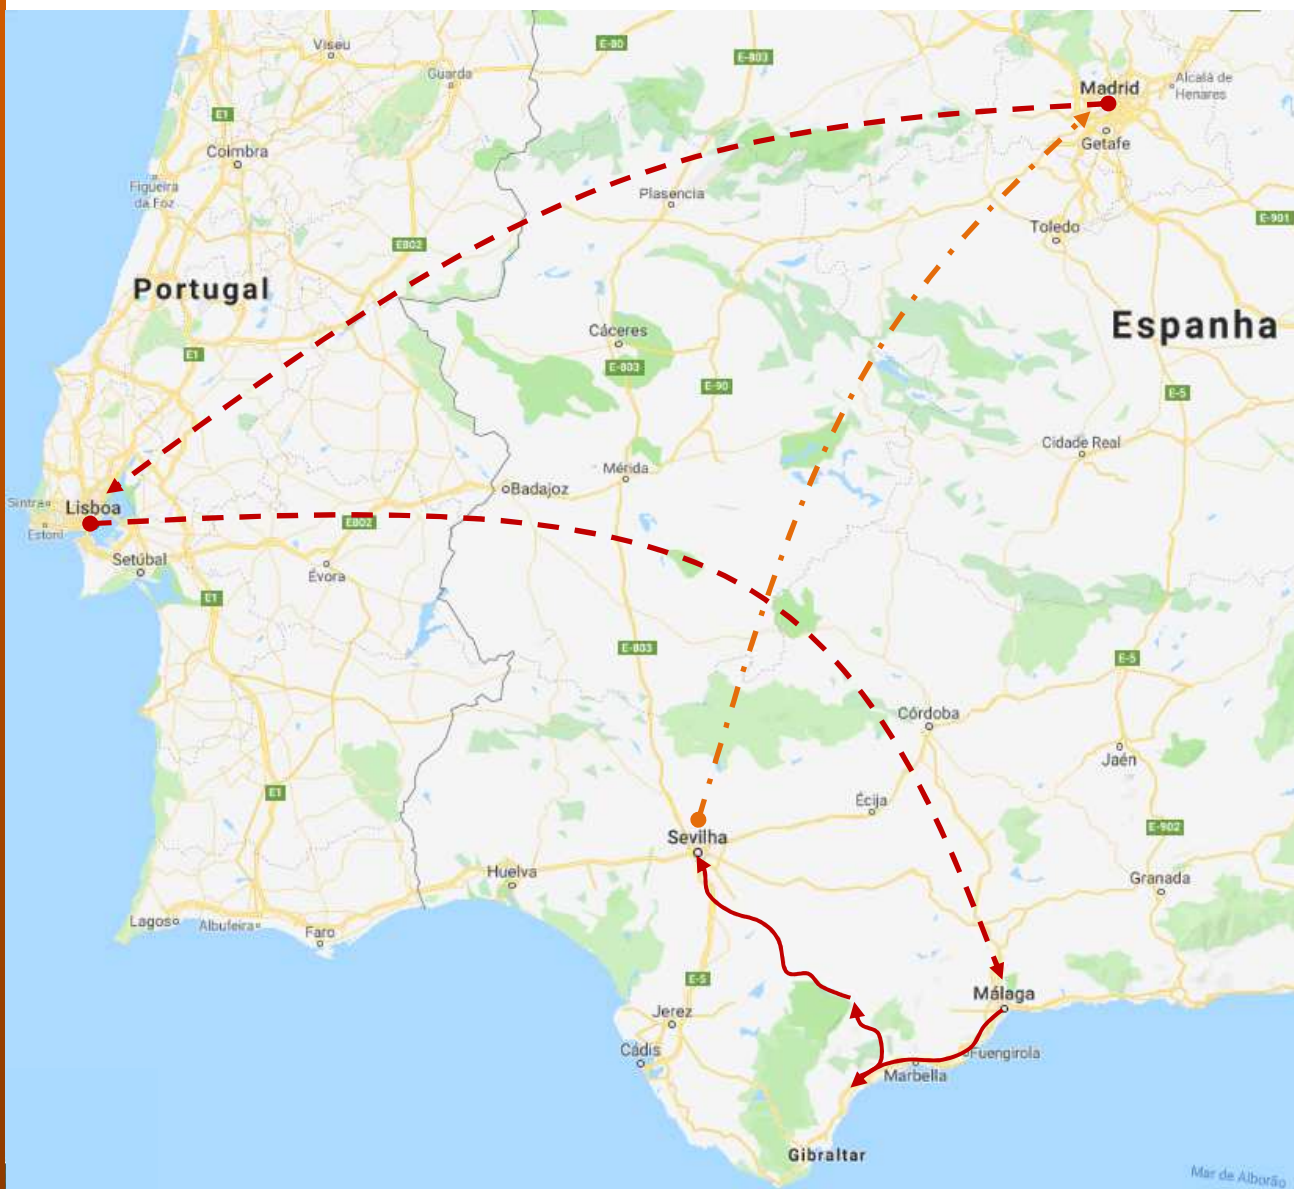 Viseu
E-80
E-803
Guarda
Madrid
Alcalá de
Henares
E1
Coimbra
Getafe
Figueira
da Foz
Plasencia
E-901
Toledo
E802
Portugal
Espanha
Cáceres
E1
E-803
E-90
E-5
Cidade Real
Mérida
Badajoz
Sintra
Lisboa
Estoril
E802
Setúbal
Évora
E1
E-803
E-5
Córdoba
Jaén
E1
Écija
E-902
Sevilha
Huelva
Granada
Lagos
Albufeira
Faro
E-5
Málaga
Jerez
Cádis
Fuengirola
Marbella
Gibraltar
Mar de Alborão